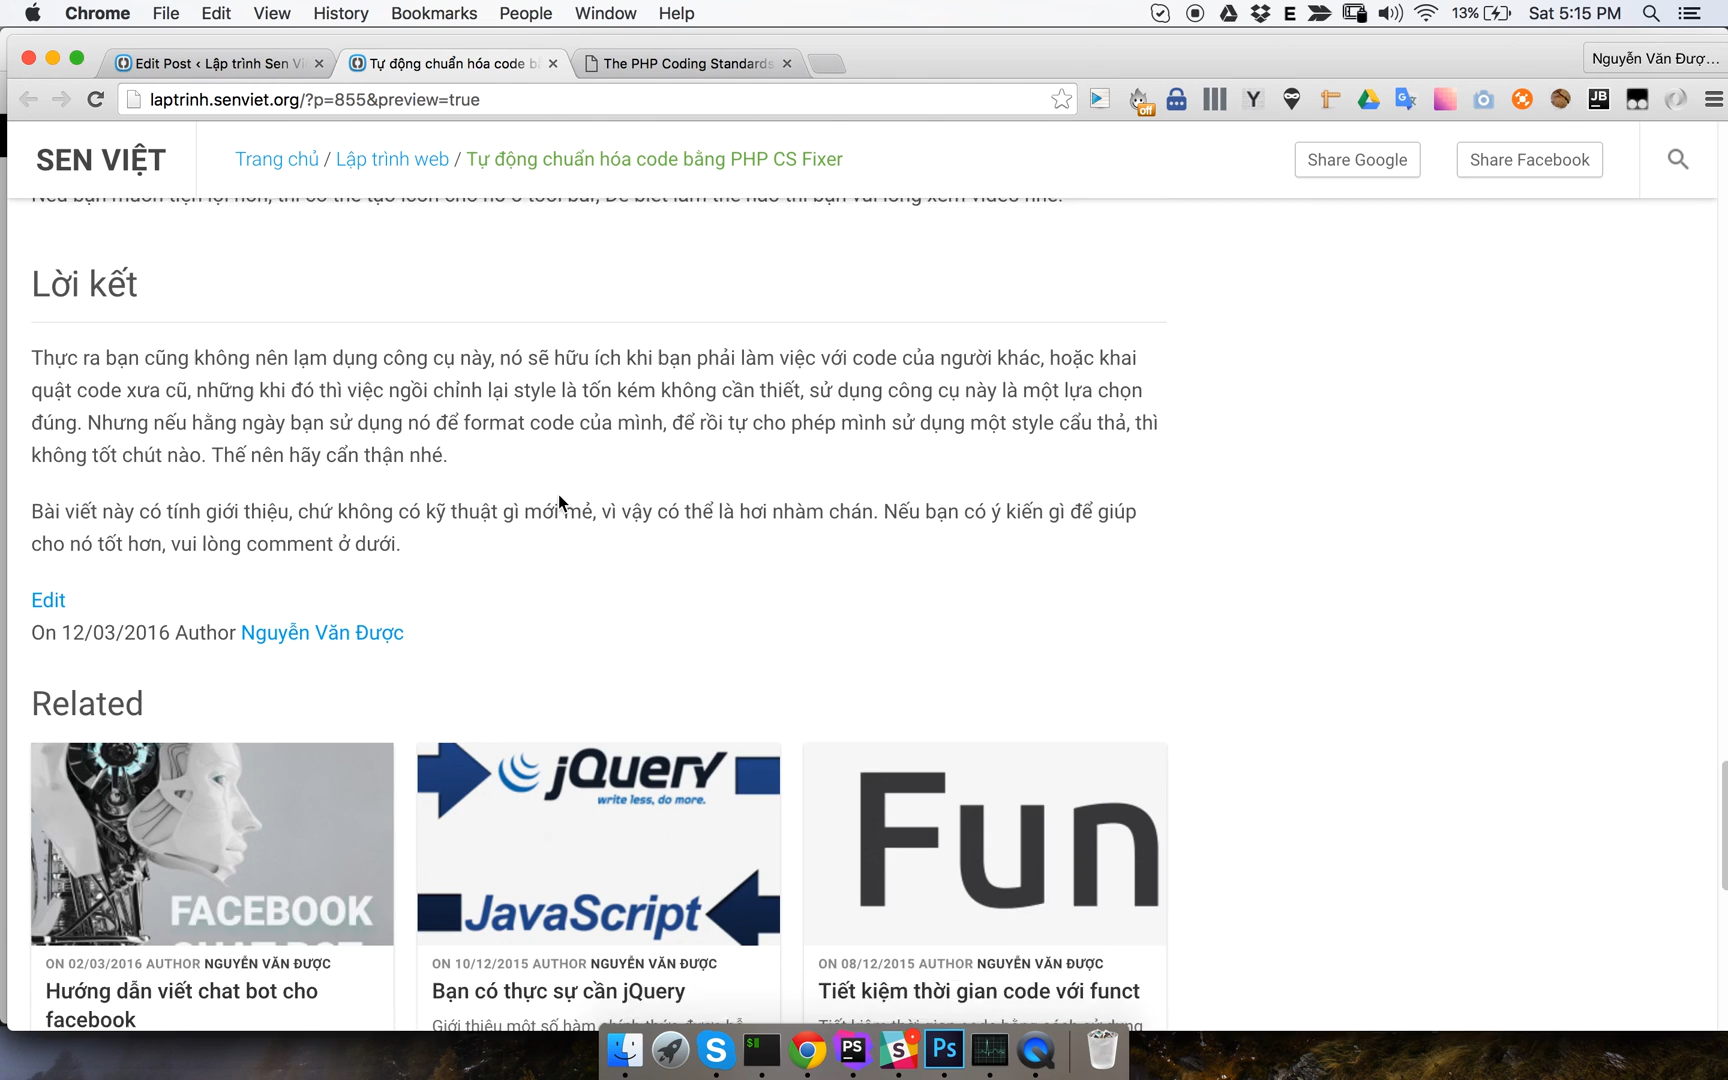 Chrome File Edit View History Bookmarks People Window Help 13% Sat 5:15 PM
Edit Post ‹ Lập trình Sen Vi
Tự động chuẩn hóa code b
The PHP Coding Standards
Nguyễn Văn Đượ...
laptrinh.senviet.org/?p=855&preview=true
SEN VIỆT
Trang chủ / Lập trình web / Tự động chuẩn hóa code bằng PHP CS Fixer
Share Google
Share Facebook
Lời kết
Thực ra bạn cũng không nên lạm dụng công cụ này, nó sẽ hữu ích khi bạn phải làm việc với code của người khác, hoặc khai
quật code xưa cũ, những khi đó thì việc ngồi chỉnh lại style là tốn kém không cần thiết, sử dụng công cụ này là một lựa chọn
đúng. Nhưng nếu hằng ngày bạn sử dụng nó để format code của mình, để rồi tự cho phép mình sử dụng một style cẩu thả, thì
không tốt chút nào. Thế nên hãy cẩn thận nhé.
Bài viết này có tính giới thiệu, chứ không có kỹ thuật gì mới mẻ, vì vậy có thể là hơi nhàm chán. Nếu bạn có ý kiến gì để giúp
cho nó tốt hơn, vui lòng comment ở dưới.
Edit
On 12/03/2016 Author Nguyễn Văn Được
Related
FACEBOOK
jQuery
write less, do more.
JavaScript
Fun
ON 02/03/2016 AUTHOR NGUYỄN VĂN ĐƯỢC
Hướng dẫn viết chat bot cho
facebook
ON 10/12/2015 AUTHOR NGUYỄN VĂN ĐƯỢC
Bạn có thực sự cần jQuery
ON 08/12/2015 AUTHOR NGUYỄN VĂN ĐƯỢC
Tiết kiệm thời gian code với funct